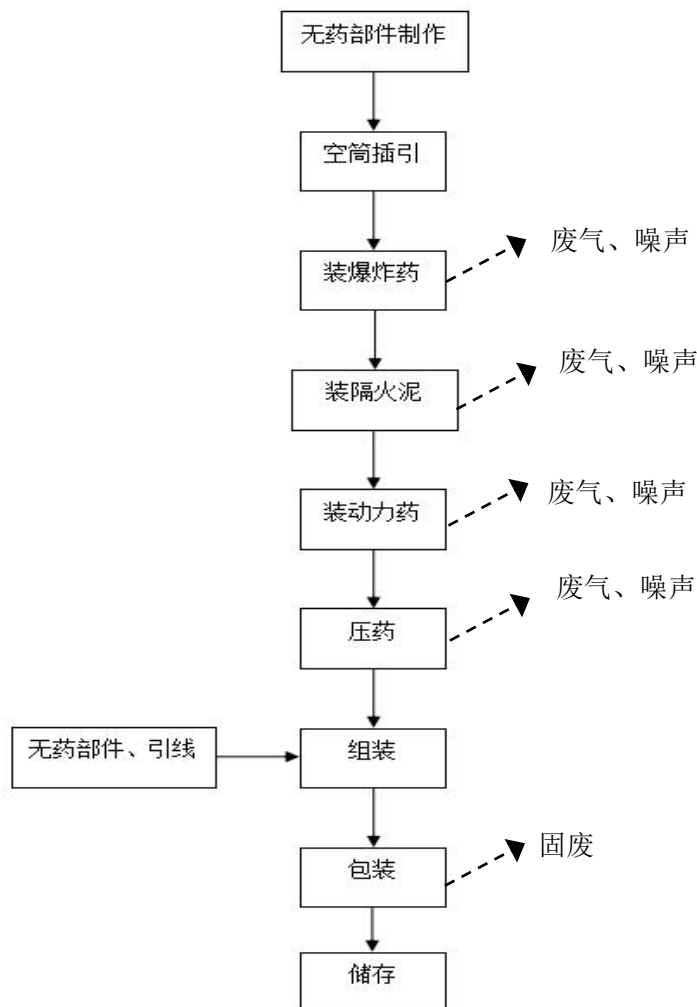 无药部件制作
空筒插引
废气、噪声
装爆炸药
废气、噪声
装隔火泥
废气、噪声
装动力药
废气、噪声
压药
无药部件、引线
组装
固废
包装
储存